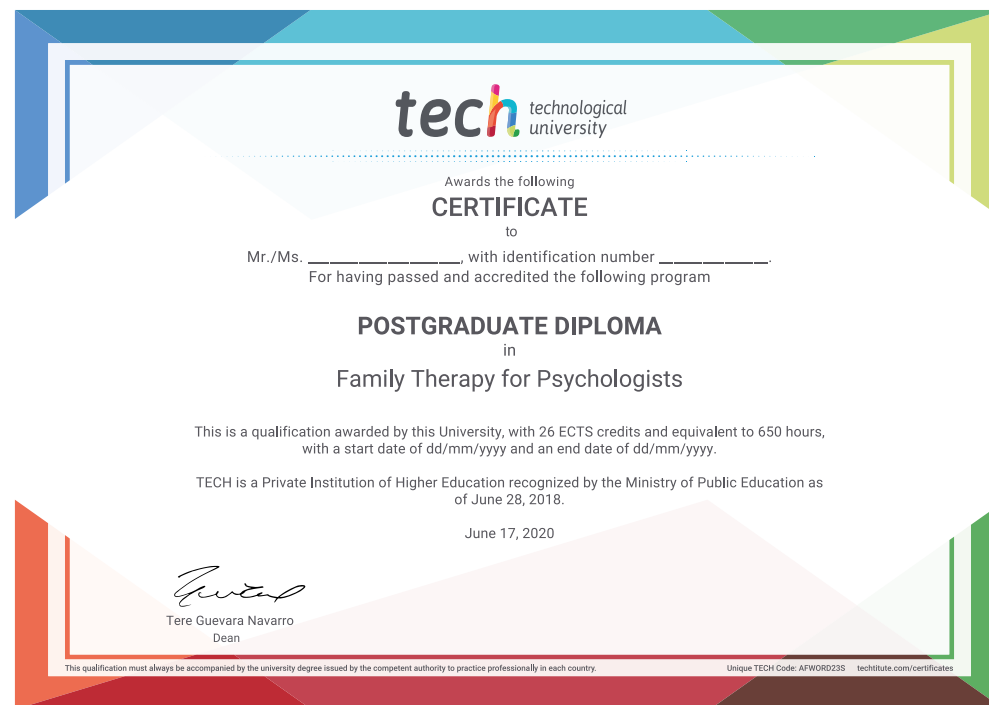 tech technological
university
Awards the following
CERTIFICATE
to
Mr./Ms. __________________, with identification number _____________.
For having passed and accredited the following program
POSTGRADUATE DIPLOMA
in
Family Therapy for Psychologists
This is a qualification awarded by this University, with 26 ECTS credits and equivalent to 650 hours,
with a start date of dd/mm/yyyy and an end date of dd/mm/yyyy.
TECH is a Private Institution of Higher Education recognized by the Ministry of Public Education as
of June 28, 2018.
June 17, 2020
Tere Guevara Navarro
Dean
This qualification must always be accompanied by the university degree issued by the competent authority to practice professionally in each country.
Unique TECH Code: AFWORD23S techtitute.com/certificates